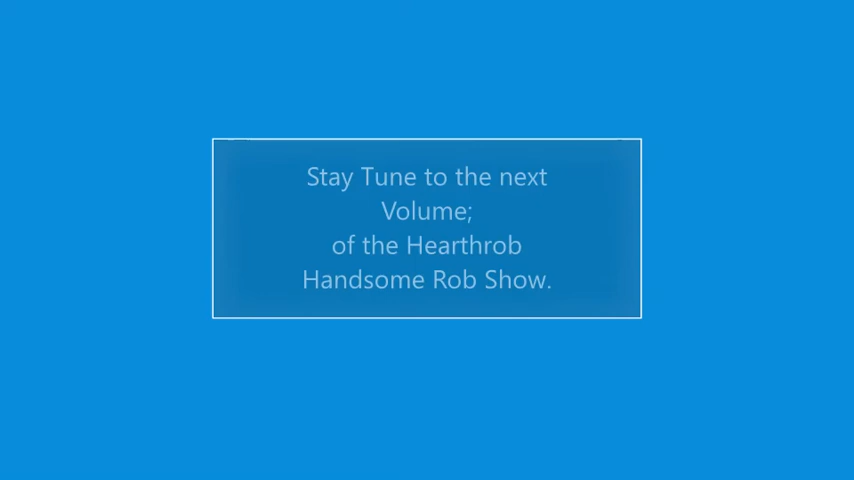 Stay Tune to the next
Volume;
of the Hearthrob
Handsome Rob Show.